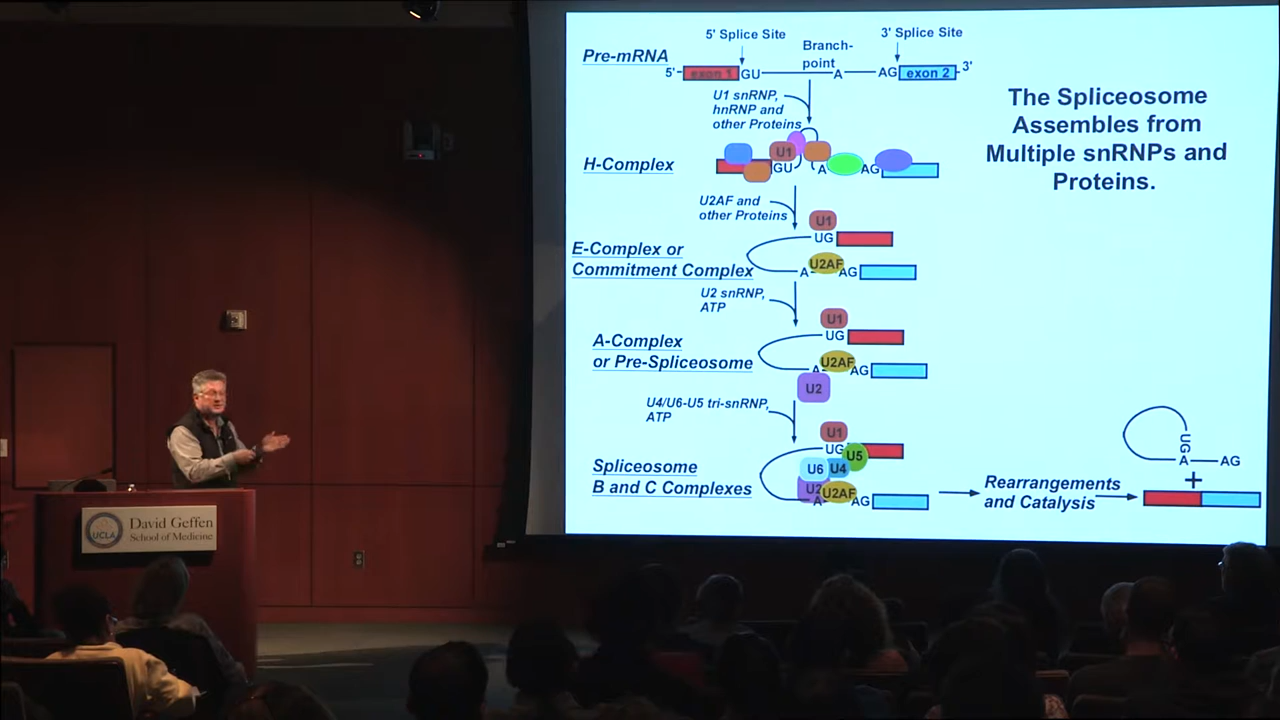 5' Splice Site
3' Splice Site
Branch-
point
Pre-mRNA
5'
exon 1
GU
A
AG
exon 2
3'
The Spliceosome
Assembles from
Multiple snRNPs and
Proteins.
U1 snRNP,
hnRNP and
other Proteins
H-Complex
U1
GU
A
AG
U2AF and
other Proteins
U1
UG
E-Complex or
Commitment Complex
U2AF
A
AG
U2 snRNP,
ATP
U1
UG
A-Complex
or Pre-Spliceosome
U2AF
A
AG
U2
U4/U6-U5 tri-snRNP,
ATP
U1
UG
U5
Spliceosome
B and C Complexes
U6
U4
U2
U2AF
A
AG
Rearrangements
and Catalysis
UG
A
AG
+
UCLA
David Geffen
School of Medicine